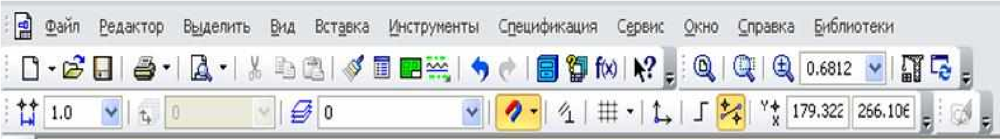 Файл Редактор Выделить Вид Вставка Инструменты Спецификация Сервис Окно Справка Библиотеки
f(x) ? 0.6812
1.0 0 0 Y X 179.322 266.106